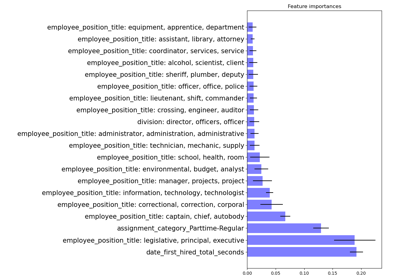 Feature importances
employee_position_title: equipment, apprentice, department
employee_position_title: assistant, library, attorney
employee_position_title: coordinator, services, service
employee_position_title: alcohol, scientist, client
employee_position_title: sheriff, plumber, deputy
employee_position_title: officer, office, police
employee_position_title: lieutenant, shift, commander
employee_position_title: crossing, engineer, auditor
division: director, officers, officer
employee_position_title: administrator, administration, administrative
employee_position_title: technician, mechanic, supply
employee_position_title: school, health, room
employee_position_title: environmental, budget, analyst
employee_position_title: manager, projects, project
employee_position_title: information, technology, technologist
employee_position_title: correctional, correction, corporal
employee_position_title: captain, chief, autobody
assignment_category_Parttime-Regular
employee_position_title: legislative, principal, executive
date_first_hired_total_seconds
0.00 0.05 0.10 0.15 0.20